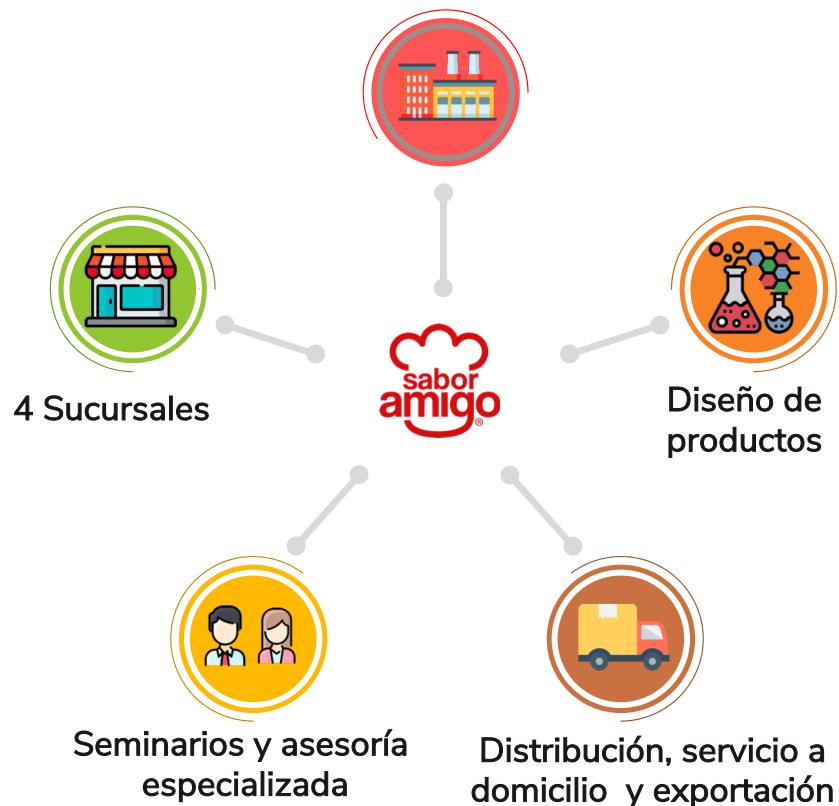 sabor
amigo®
4 Sucursales
Diseño de
productos
Seminarios y asesoría
especializada
Distribución, servicio a
domicilio y exportación